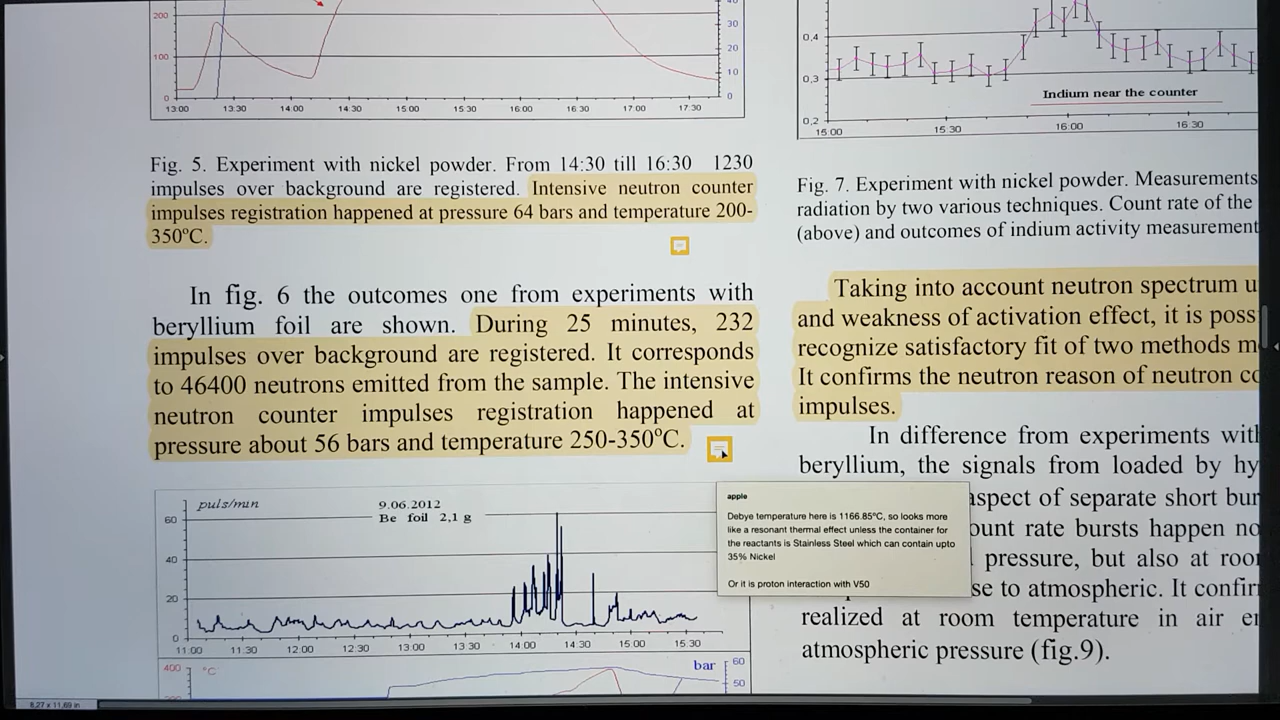 200
100
0
13:00 13:30 14:00 14:30 15:00 15:30 16:00 16:30 17:00 17:30
40
30
20
10
0
Fig. 5. Experiment with nickel powder. From 14:30 till 16:30 1230
impulses over background are registered. Intensive neutron counter
impulses registration happened at pressure 64 bars and temperature 200-
350ºC.
In fig. 6 the outcomes one from experiments with
beryllium foil are shown. During 25 minutes, 232
impulses over background are registered. It corresponds
to 46400 neutrons emitted from the sample. The intensive
neutron counter impulses registration happened at
pressure about 56 bars and temperature 250-350ºC.
puls/min
9.06.2012
Be foil 2,1 g
60
40
20
0
11:00 11:30 12:00 12:30 13:00 13 30 14:00 14:30 15:00 15:30
400 °C
bar 60
50
0,4
0,3
0,2
Indium near the counter
15:00 15 30 16:00 16 30
Fig. 7. Experiment with nickel powder. Measurements
radiation by two various techniques. Count rate of the
(above) and outcomes of indium activity measurement
Taking into account neutron spectrum u
and weakness of activation effect, it is poss
recognize satisfactory fit of two methods m
It confirms the neutron reason of neutron co
impulses.
In difference from experiments with
beryllium, the signals from loaded by hy
aspect of separate short bur
ount rate bursts happen no
pressure, but also at roo
se to atmospheric. It confir
realized at room temperature in air en
atmospheric pressure (fig.9).
apple
Debye temperature here is 1166.85ºC, so looks more
like a resonant thermal effect unless the container for
the reactants is Stainless Steel which can contain upto
35% Nickel
Or it is proton interaction with V50
8,27 x 11,69 in